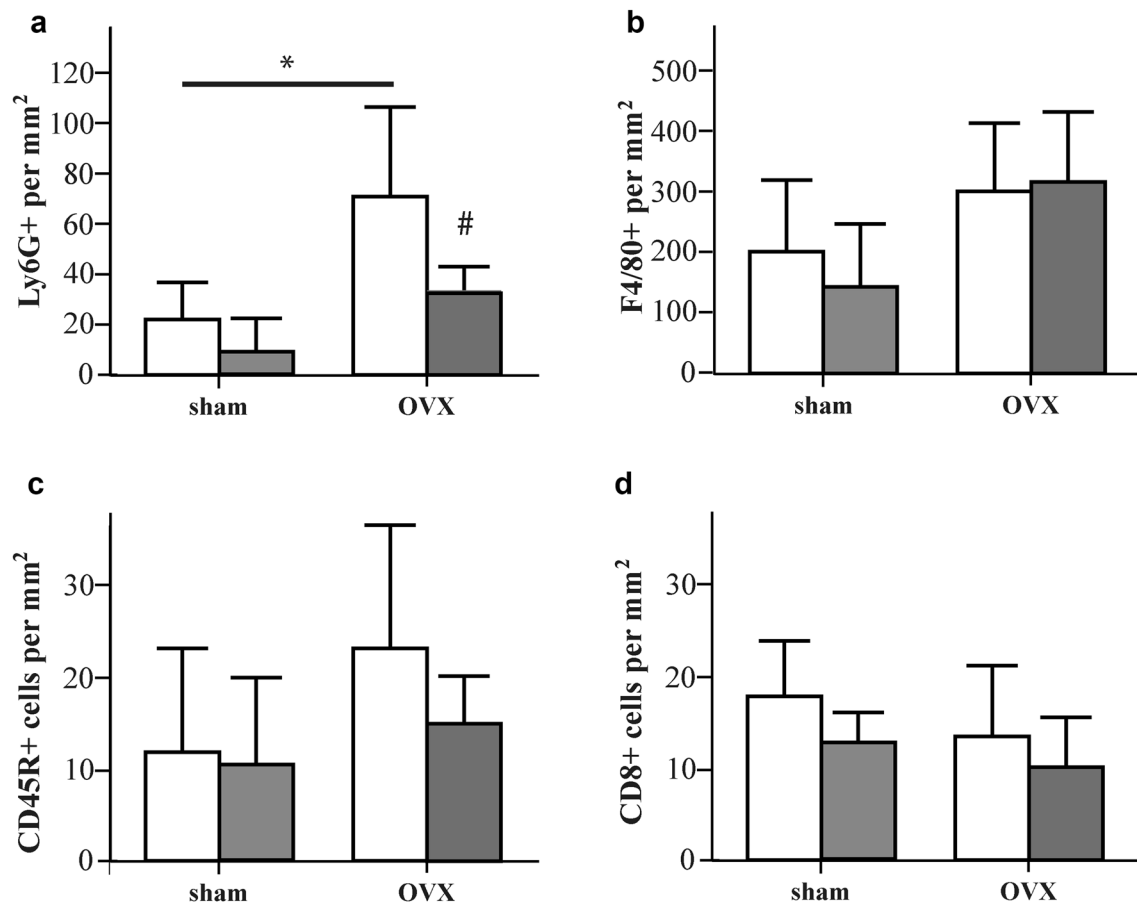 a
Ly6G+ per mm²
120
100
80
60
40
20
0
*
#
sham
OVX
b
F4/80+ per mm²
500
400
300
200
100
0
sham
OVX
c
CD45R+ cells per mm²
30
20
10
0
sham
OVX
d
CD8+ cells per mm²
30
20
10
0
sham
OVX